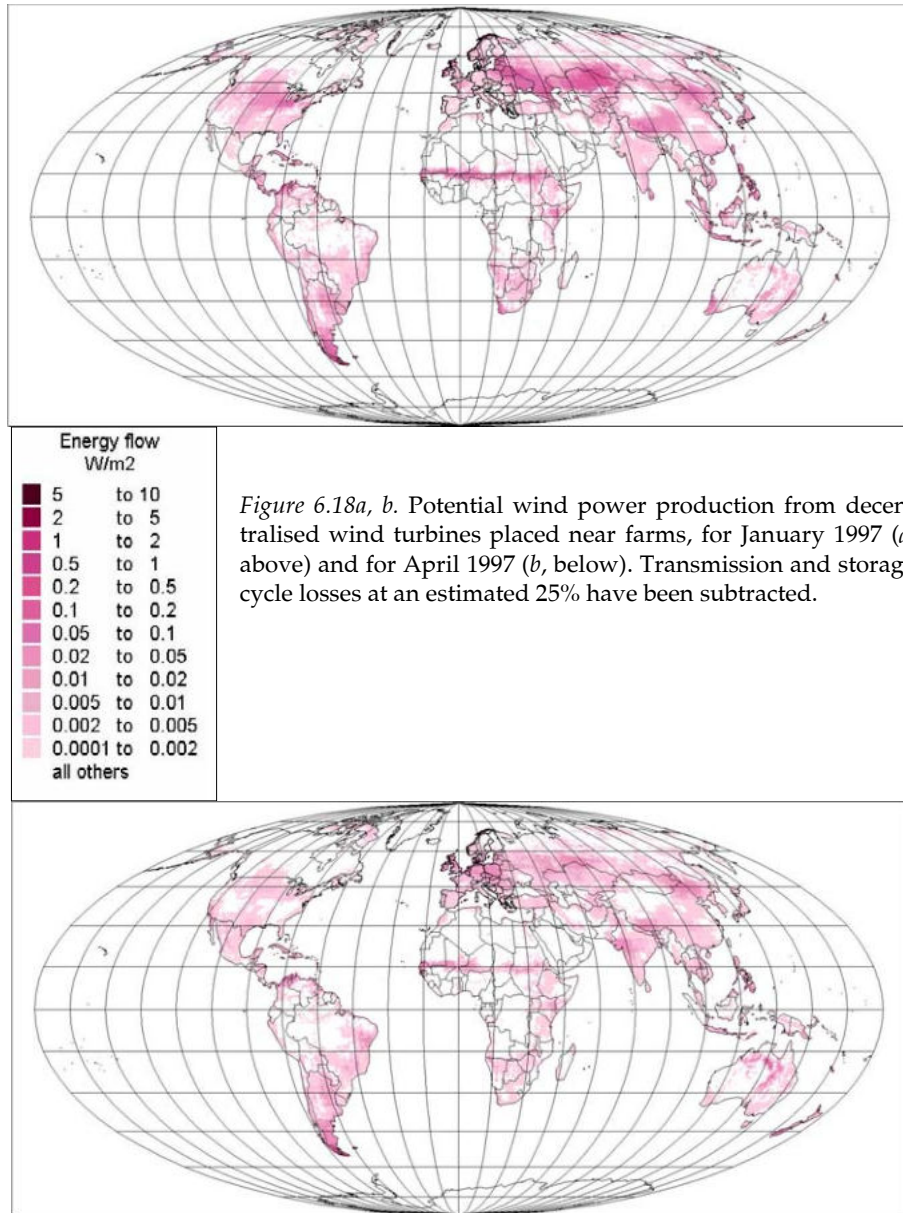 Energy flow
W/m2
5 to 10
2 to 5
1 to 2
0.5 to 1
0.2 to 0.5
0.1 to 0.2
0.05 to 0.1
0.02 to 0.05
0.01 to 0.02
0.005 to 0.01
0.002 to 0.005
0.0001 to 0.002
all others
Figure 6.18a, b. Potential wind power production from decen-
tralised wind turbines placed near farms, for January 1997 (
above) and for April 1997 (b, below). Transmission and storag
cycle losses at an estimated 25% have been subtracted.